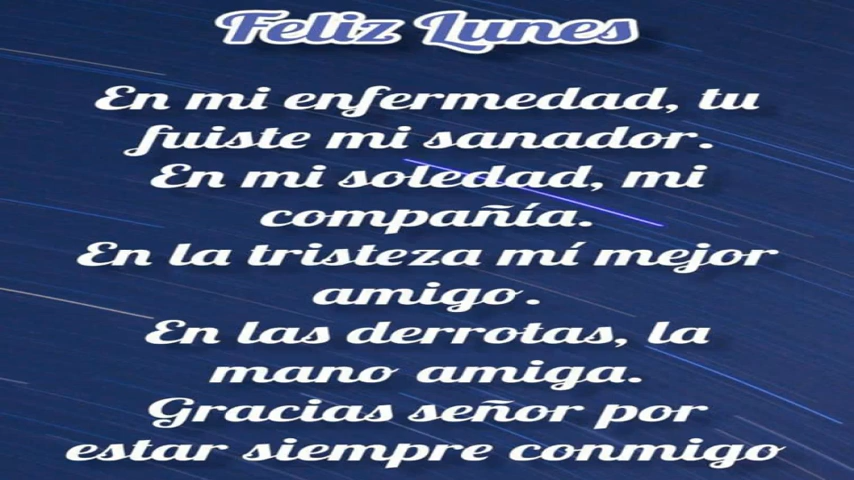 Feliz Lunes
En mi enfermedad, tu
fuiste mi sanador.
En mi soledad, mi
compañía.
En la tristeza mí mejor
amigo.
En las derrotas, la
mano amiga.
Gracias señor por
estar siempre conmigo